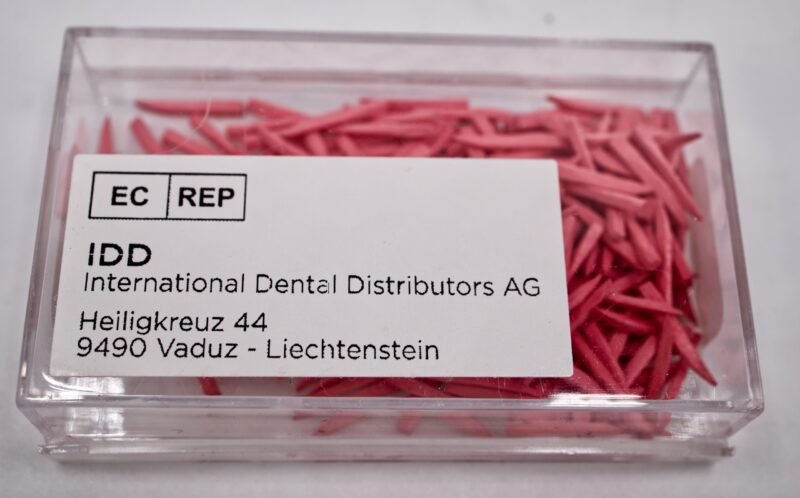 EC REP
IDD
International Dental Distributors AG
Heiligkreuz 44
9490 Vaduz - Liechtenstein